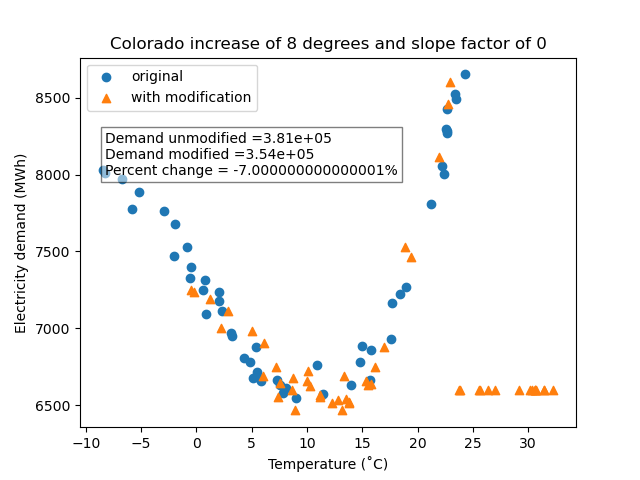 Colorado increase of 8 degrees and slope factor of 0
original
with modification
Demand unmodified =3.81e+05
Demand modified =3.54e+05
Percent change = -7.000000000000001%
8500
8000
7500
7000
6500
Electricity demand (MWh)
−10 −5 0 5 10 15 20 25 30
Temperature (˚C)